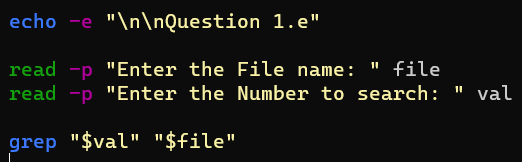 echo -e "\n\nQuestion 1.e"
read -p "Enter the File name: " file
read -p "Enter the Number to search: " val
grep "$val" "$file"